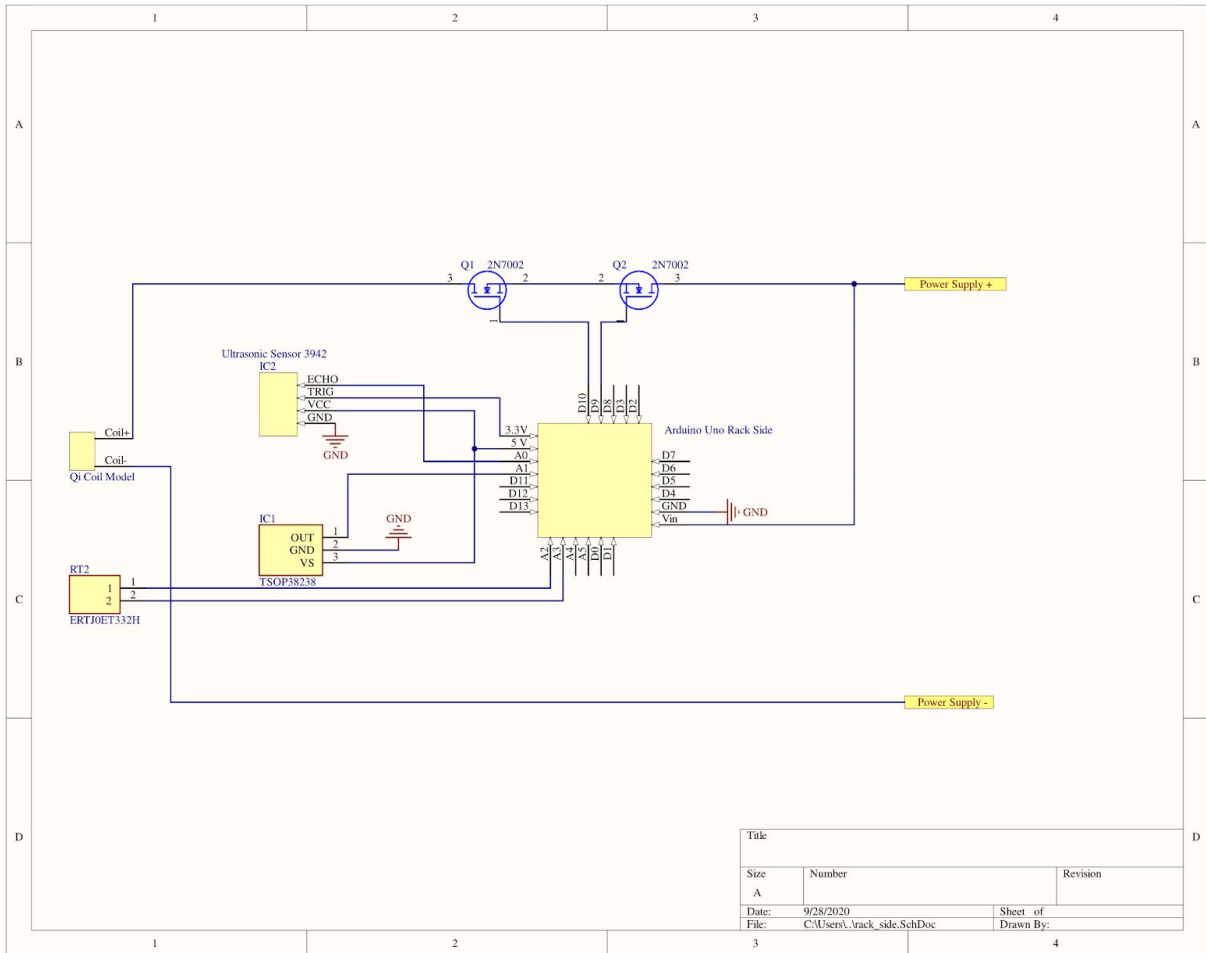 1 2 3 4
A A
Q1 2N7002 Q2 2N7002
3 2 2 3
Power Supply +
1 1
Ultrasonic Sensor 3942
IC2
B B
ECHO
TRIG
VCC
GND
GND
D10 D9 D8 D3 D2
3.3V
5 V
A0
A1
D11
D12
D13
Arduino Uno Rack Side
D7
D6
D5
D4
GND
Vin
GND
A2 A3 A4 A5 D0 D1
Coil+
Coil-
Qi Coil Model
IC1
OUT 1
GND 2
VS 3
TSOP38238
GND
RT2
1 1
2 2
ERTJ0ET332H
C C
Power Supply -
D D
Title
Size Number Revision
A
Date: 9/28/2020 Sheet of
File: C:\Users\..\rack_side.SchDoc Drawn By:
1 2 3 4